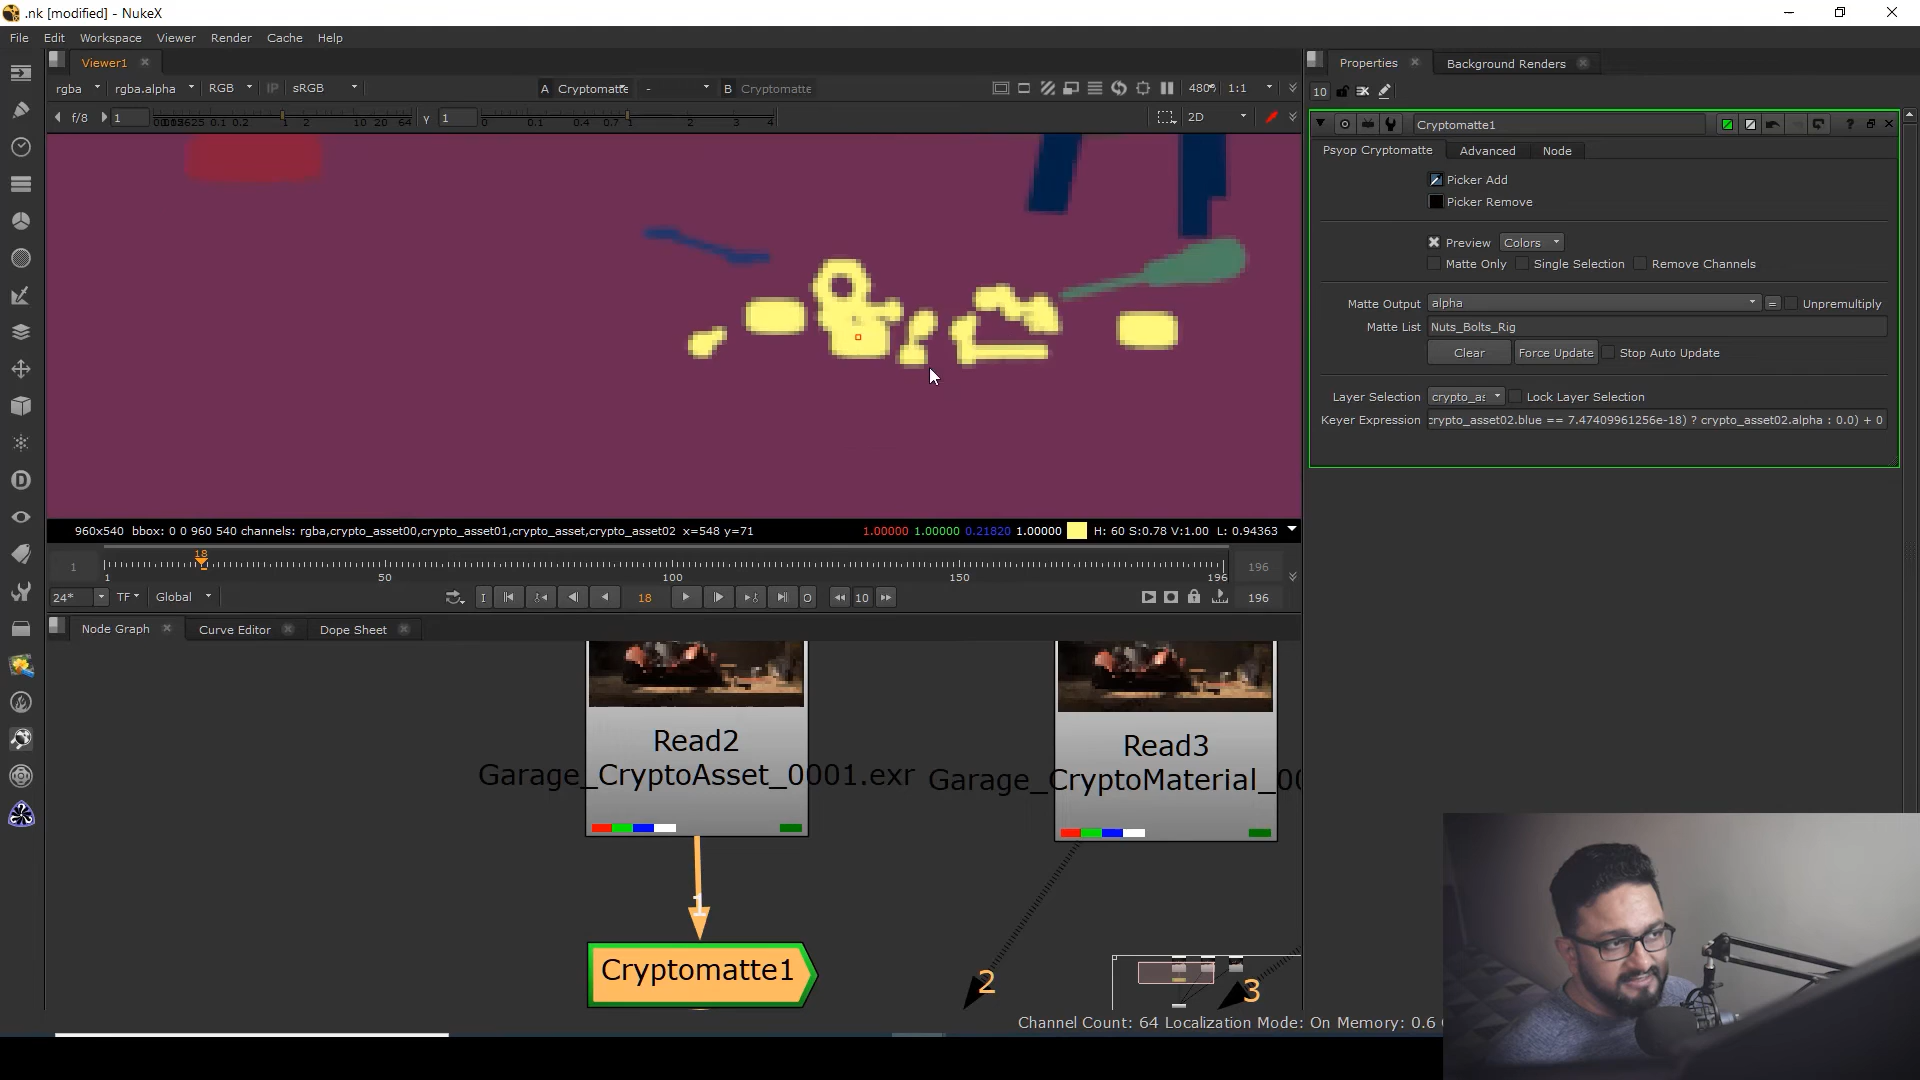 .nk [modified] - NukeX
File Edit Workspace Viewer Render Cache Help
Viewer1
rgba rgba.alpha RGB IP sRGB A Cryptomatte - B Cryptomatte 1:1
f/8 1 γ 1 2D
960x540 bbox: 0 0 960 540 channels: rgba,crypto_asset00,crypto_asset01,crypto_asset,crypto_asset02 x=548 y=71 1.00000 1.00000 0.21820 1.00000 H: 60 S:0.78 V:1.00 L: 0.94363
18
1 196
1 50 100 150 196
24* TF Global I 18 O 10 196
Node Graph Curve Editor Dope Sheet
Read2
Garage_CryptoAsset_0001.exr
Read3
Garage_CryptoMaterial_00
1
Cryptomatte1
2
3
Channel Count: 64 Localization Mode: On Memory: 0.6
Properties Background Renders
10
Cryptomatte1
Psyop Cryptomatte Advanced Node
Picker Add
Picker Remove
Preview Colors
Matte Only Single Selection Remove Channels
Matte Output alpha = Unpremultiply
Matte List Nuts_Bolts_Rig
Clear Force Update Stop Auto Update
Layer Selection crypto_as Lock Layer Selection
Keyer Expression crypto_asset02.blue == 7.47409961256e-18) ? crypto_asset02.alpha : 0.0) + 0